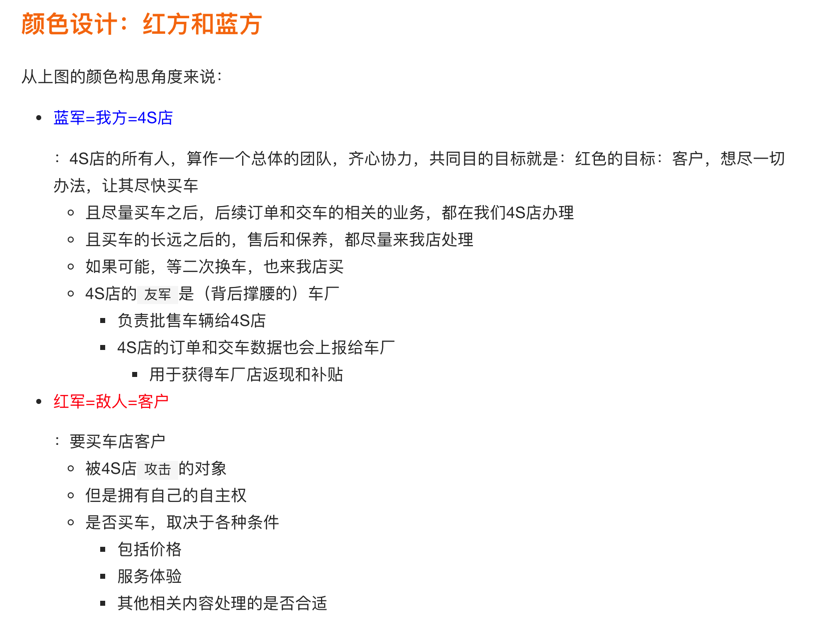 颜色设计：红方和蓝方
从上图的颜色构思角度来说：
蓝军=我方=4S店
：4S店的所有人，算作一个总体的团队，齐心协力，共同目的目标就是：红色的目标：客户，想尽一切
办法，让其尽快买车
且尽量买车之后，后续订单和交车的相关的业务，都在我们4S店办理
且买车的长远之后的，售后和保养，都尽量来我店处理
如果可能，等二次换车，也来我店买
4S店的 友军 是（背后撑腰的）车厂
负责批售车辆给4S店
4S店的订单和交车数据也会上报给车厂
用于获得车厂店返现和补贴
红军=敌人=客户
：要买车店客户
被4S店 攻击 的对象
但是拥有自己的自主权
是否买车，取决于各种条件
包括价格
服务体验
其他相关内容处理的是否合适